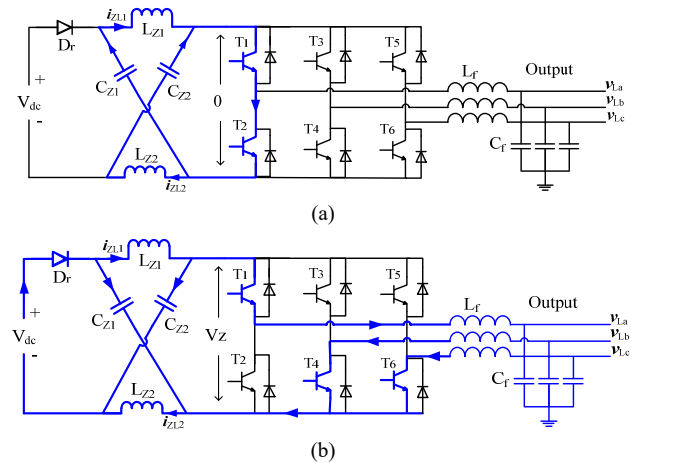 iZL1
LZ1
Dr
T1
T3
T5
Lf
Output
vLa
vLb
vLc
+
Vdc
-
CZ1
CZ2
0
T2
T4
T6
Cf
LZ2
iZL2
(a)
iZL1
LZ1
Dr
T1
T3
T5
Lf
Output
vLa
vLb
vLc
+
Vdc
-
CZ1
CZ2
VZ
T2
T4
T6
Cf
LZ2
iZL2
(b)